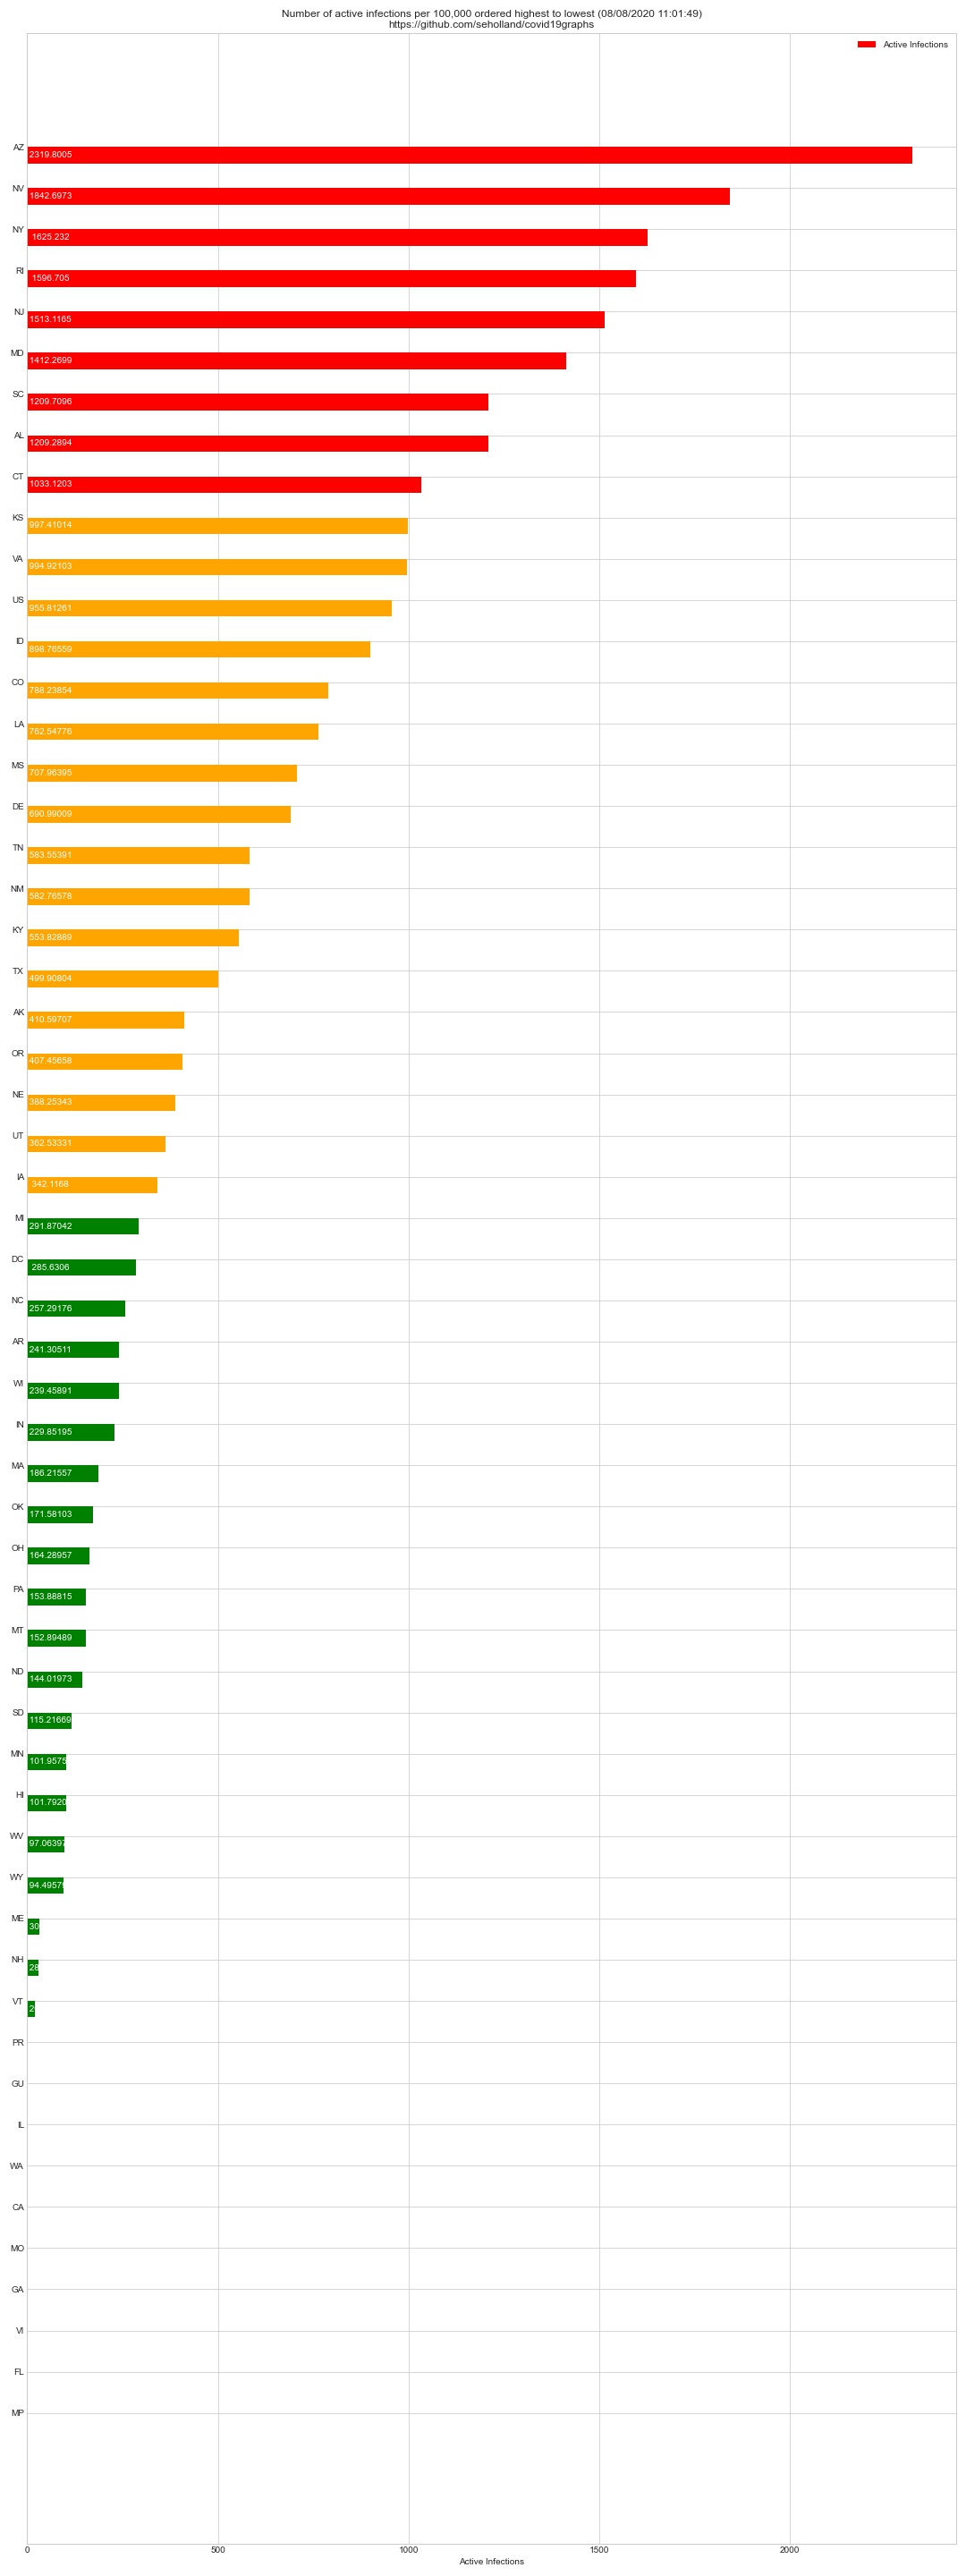 Number of active infections per 100,000 ordered highest to lowest (08/08/2020 11:01:49)
https://github.com/seholland/covid19graphs
Active Infections
AZ 2319.8005
NV 1842.6973
NY 1625.232
RI 1596.705
NJ 1513.1165
MD 1412.2699
SC 1209.7096
AL 1209.2894
CT 1033.1203
KS 997.41014
VA 994.92103
US 955.81261
ID 898.76559
CO 788.23854
LA 762.54776
MS 707.96395
DE 690.99009
TN 583.55391
NM 582.76578
KY 553.82889
TX 499.90804
AK 410.59707
OR 407.45658
NE 388.25343
UT 362.53331
IA 342.1168
MI 291.87042
DC 285.6306
NC 257.29176
AR 241.30511
WI 239.45891
IN 229.85195
MA 186.21557
OK 171.58103
OH 164.28957
PA 153.88815
MT 152.89489
ND 144.01973
SD 115.21669
MN 101.9575
HI 101.7920
WV 97.06397
WY 94.4957
ME 30
NH 28
VT 2
PR
GU
IL
WA
CA
MO
GA
VI
FL
MP
0 500 1000 1500 2000
Active Infections